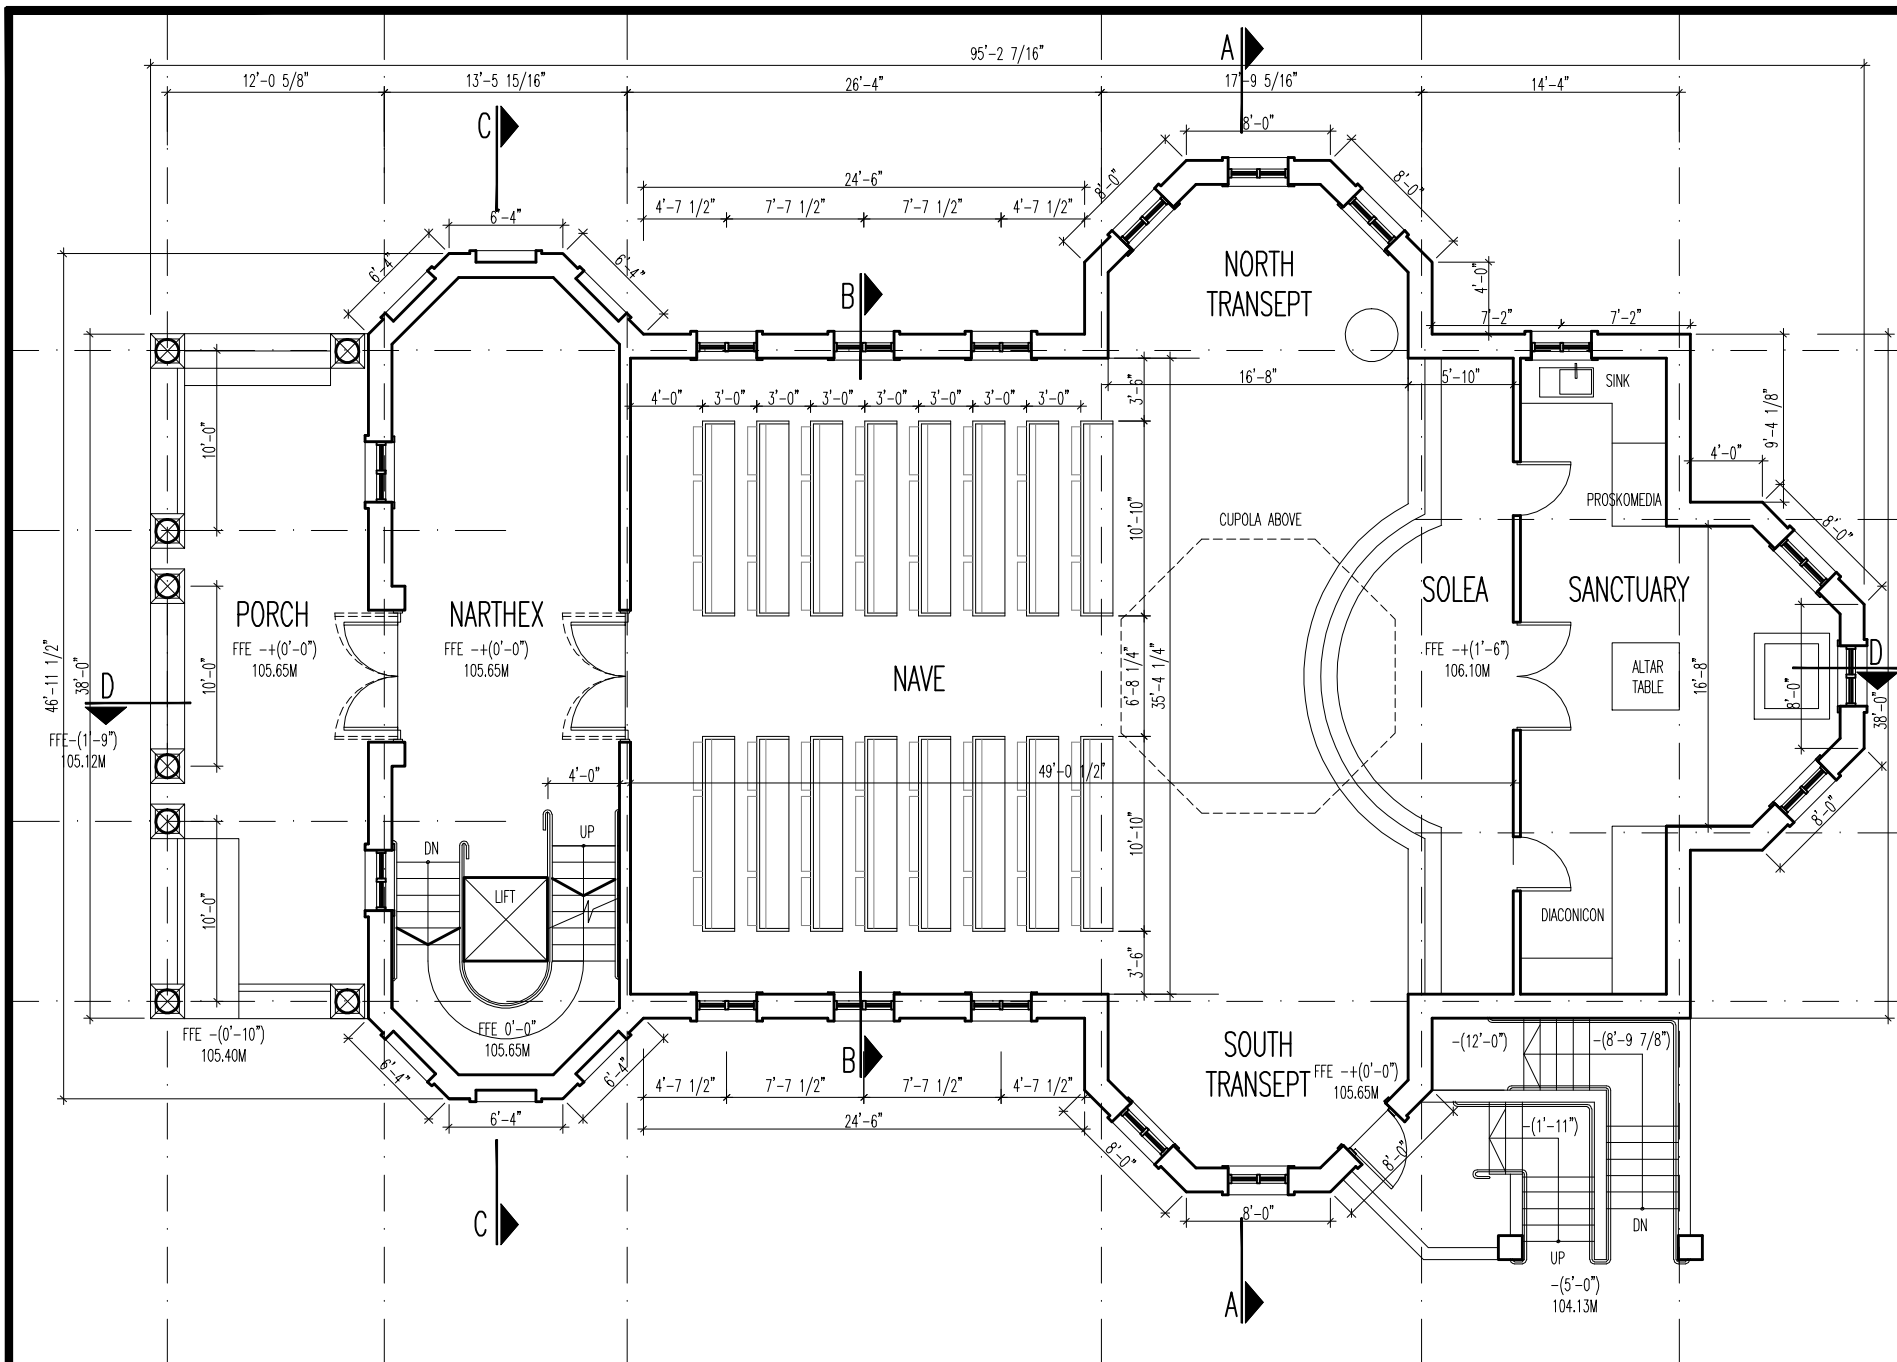 95'-2 7/16"
A
12'-0 5/8"
13'-5 15/16"
26'-4"
17'-9 5/16"
14'-4"
C
8'-0"
8'-0"
8'-0"
24'-6"
6'-4"
4'-7 1/2"
7'-7 1/2"
7'-7 1/2"
4'-7 1/2"
6'-4"
6'-4"
NORTH
TRANSEPT
4'-0"
B
7'-2"
7'-2"
16'-8"
5'-10"
SINK
3'-6"
4'-0"
3'-0"
3'-0"
3'-0"
3'-0"
3'-0"
3'-0"
3'-0"
9'-4 1/8"
10'-0"
4'-0"
PROSKOMEDIA
10'-10"
CUPOLA ABOVE
8'-0"
PORCH
FFE -+(0'-0")
105.65M
NARTHEX
FFE -+(0'-0")
105.65M
SOLEA
FFE -+(1'-6")
106.10M
SANCTUARY
46'-11 1/2"
38'-0"
10'-0"
NAVE
6'-8 1/4"
35'-4 1/4"
ALTAR
TABLE
16'-8"
8'-0"
D
D
38'-0"
FFE-(1'-9")
105.12M
4'-0"
49'-0 1/2"
8'-0"
UP
DN
LIFT
10'-10"
10'-0"
DIACONICON
3'-6"
FFE -(0'-10")
105.40M
FFE 0'-0"
105.65M
6'-4"
6'-4"
6'-4"
B
4'-7 1/2"
7'-7 1/2"
7'-7 1/2"
4'-7 1/2"
24'-6"
SOUTH
TRANSEPT
FFE -+(0'-0")
105.65M
-(12'-0")
-(8'-9 7/8")
-(1'-11")
8'-0"
8'-0"
8'-0"
C
DN
UP
-(5'-0")
104.13M
A